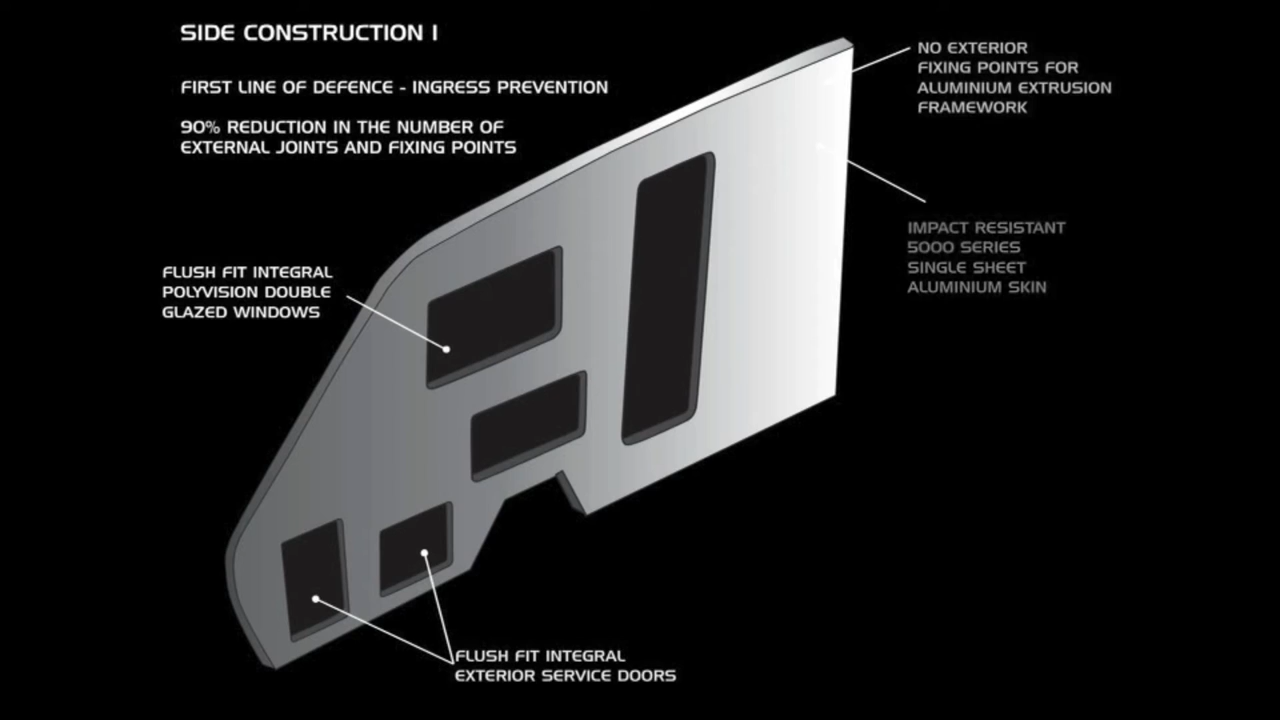 SIDE CONSTRUCTION I
FIRST LINE OF DEFENCE - INGRESS PREVENTION
90% REDUCTION IN THE NUMBER OF
EXTERNAL JOINTS AND FIXING POINTS
NO EXTERIOR
FIXING POINTS FOR
ALUMINIUM EXTRUSION
FRAMEWORK
IMPACT RESISTANT
5000 SERIES
SINGLE SHEET
ALUMINIUM SKIN
FLUSH FIT INTEGRAL
POLYVISION DOUBLE
GLAZED WINDOWS
FLUSH FIT INTEGRAL
EXTERIOR SERVICE DOORS